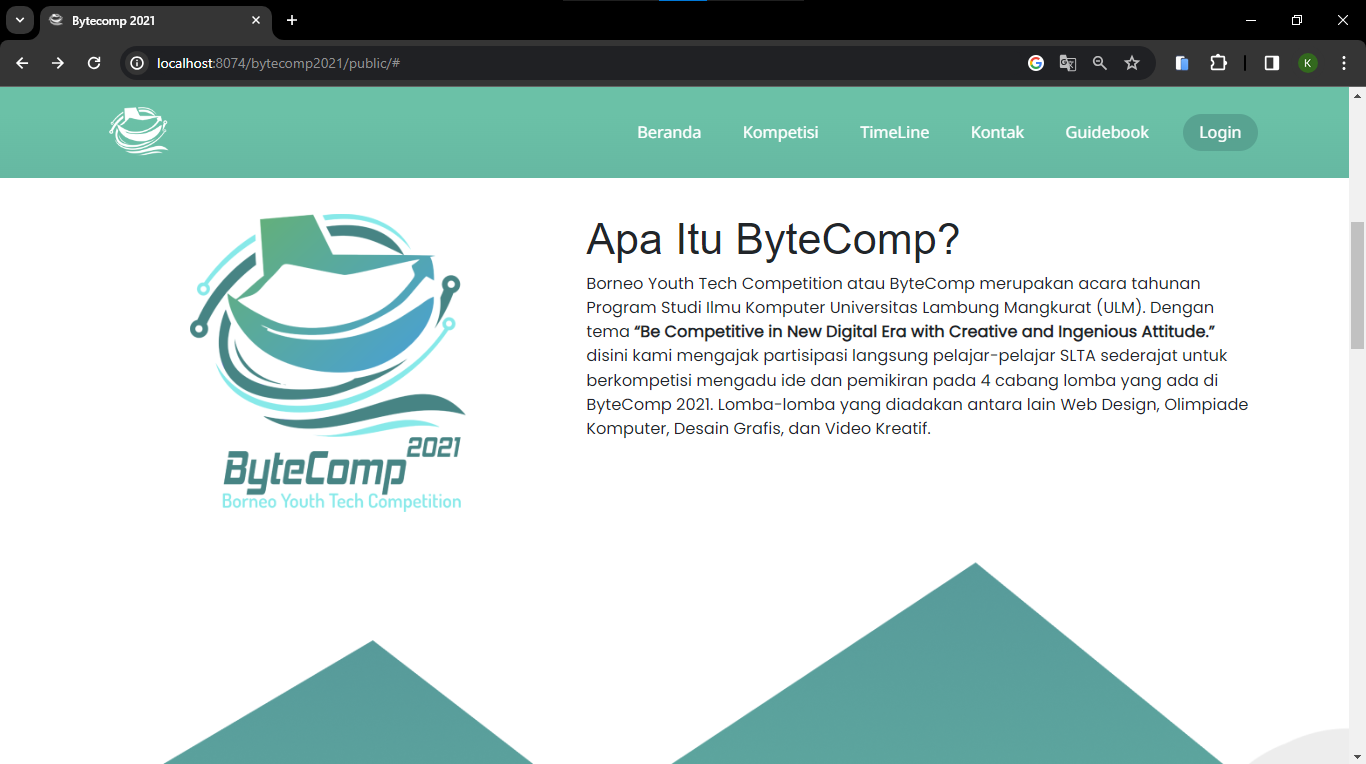 Bytecomp 2021
localhost:8074/bytecomp2021/public/#
K
Beranda Kompetisi TimeLine Kontak Guidebook Login
ByteComp 2021
Borneo Youth Tech Competition
Apa Itu ByteComp?
Borneo Youth Tech Competition atau ByteComp merupakan acara tahunan
Program Studi Ilmu Komputer Universitas Lambung Mangkurat (ULM). Dengan
tema “Be Competitive in New Digital Era with Creative and Ingenious Attitude.”
disini kami mengajak partisipasi langsung pelajar-pelajar SLTA sederajat untuk
berkompetisi mengadu ide dan pemikiran pada 4 cabang lomba yang ada di
ByteComp 2021. Lomba-lomba yang diadakan antara lain Web Design, Olimpiade
Komputer, Desain Grafis, dan Video Kreatif.